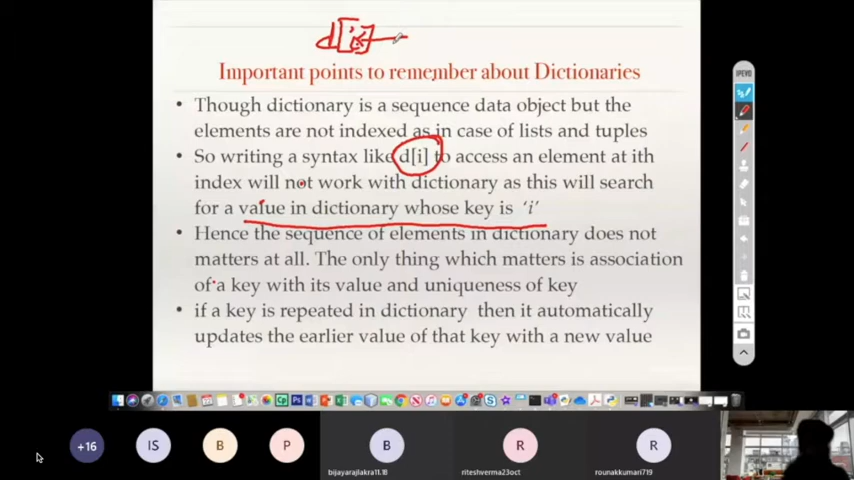 d[i]
Important points to remember about Dictionaries
• Though dictionary is a sequence data object but the
elements are not indexed as in case of lists and tuples
• So writing a syntax like d[i] to access an element at ith
index will not work with dictionary as this will search
for a value in dictionary whose key is ‘i’
• Hence the sequence of elements in dictionary does not
matters at all. The only thing which matters is association
of a key with its value and uniqueness of key
• if a key is repeated in dictionary then it automatically
updates the earlier value of that key with a new value
IPEVO
+16
IS
B
P
B
R
R
bijayarajlakra11.18
riteshverma23oct
rounakkumari719